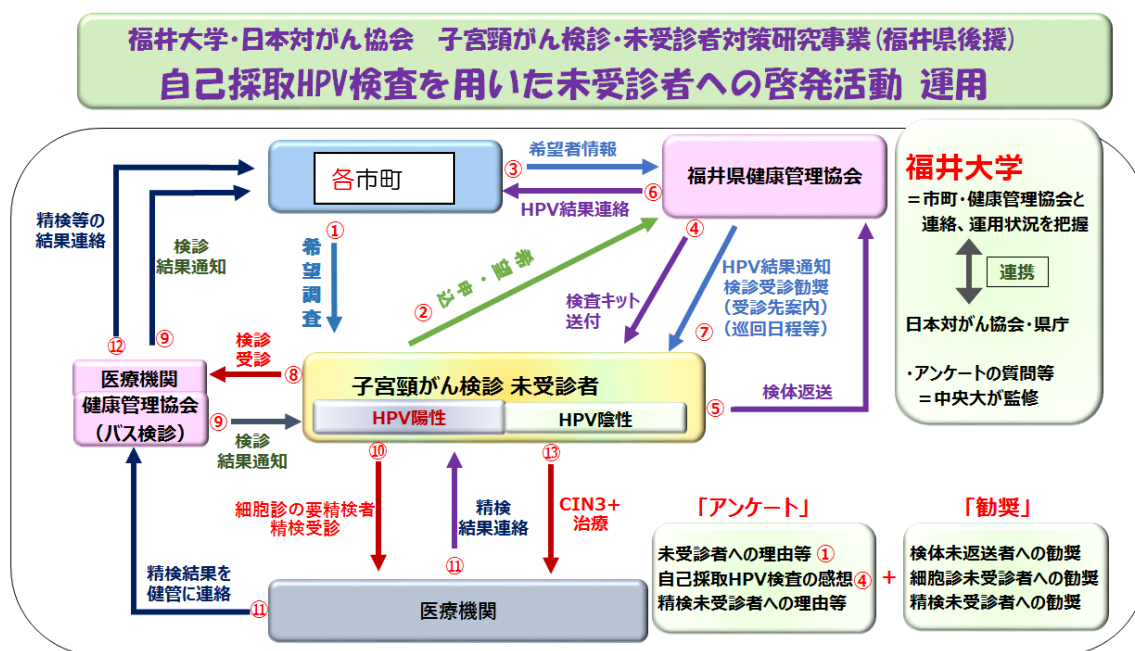 福井大学・日本対がん協会 子宮頸がん検診・未受診者対策研究事業(福井県後援)
自己採取HPV検査を用いた未受診者への啓発活動 運用
各市町
③
希望者情報
⑥
HPV結果連絡
福井県健康管理協会
福井大学
＝市町・健康管理協会と
連絡、運用状況を把握
連携
日本対がん協会・県庁
・アンケートの質問等
＝中央大が監修
精検等の
結果連絡
検診
結果通知
①
希望調査
②
希望・申込
④
検査キット
送付
HPV結果通知
検診受診勧奨
（受診先案内）
（巡回日程等）
⑦
⑫
⑨
検診
受診
⑧
医療機関
健康管理協会
（バス検診）
⑨
検診
結果通知
子宮頸がん検診 未受診者
HPV陽性
HPV陰性
⑤
検体返送
⑩
細胞診の要精検者
精検受診
精検
結果連絡
⑪
⑬
CIN3+
治療
精検結果を
健管に連絡
⑪
医療機関
「アンケート」
未受診者への理由等①
自己採取HPV検査の感想④
精検未受診者への理由等
+
「勧奨」
検体未返送者への勧奨
細胞診未受診者への勧奨
精検未受診者への勧奨